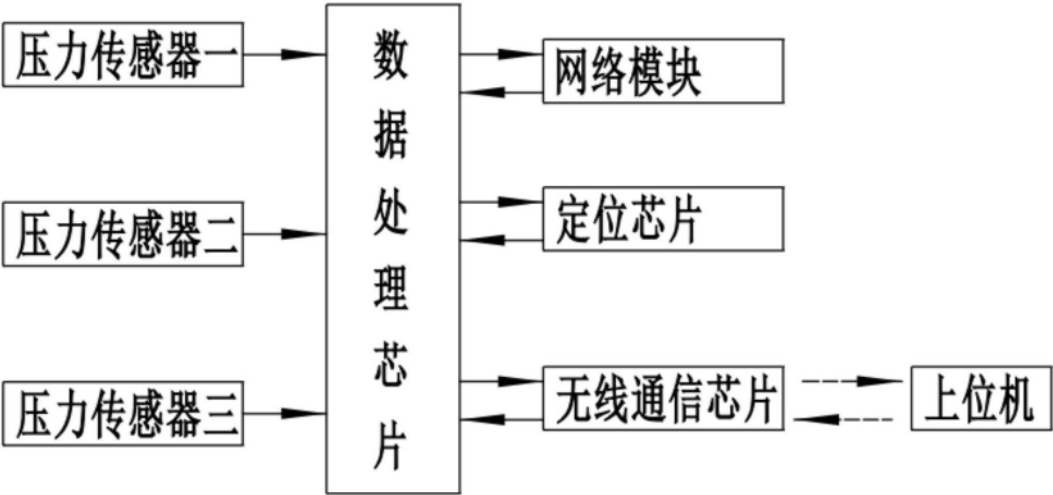 压力传感器一
压力传感器二
压力传感器三
数据处理芯片
网络模块
定位芯片
无线通信芯片
上位机